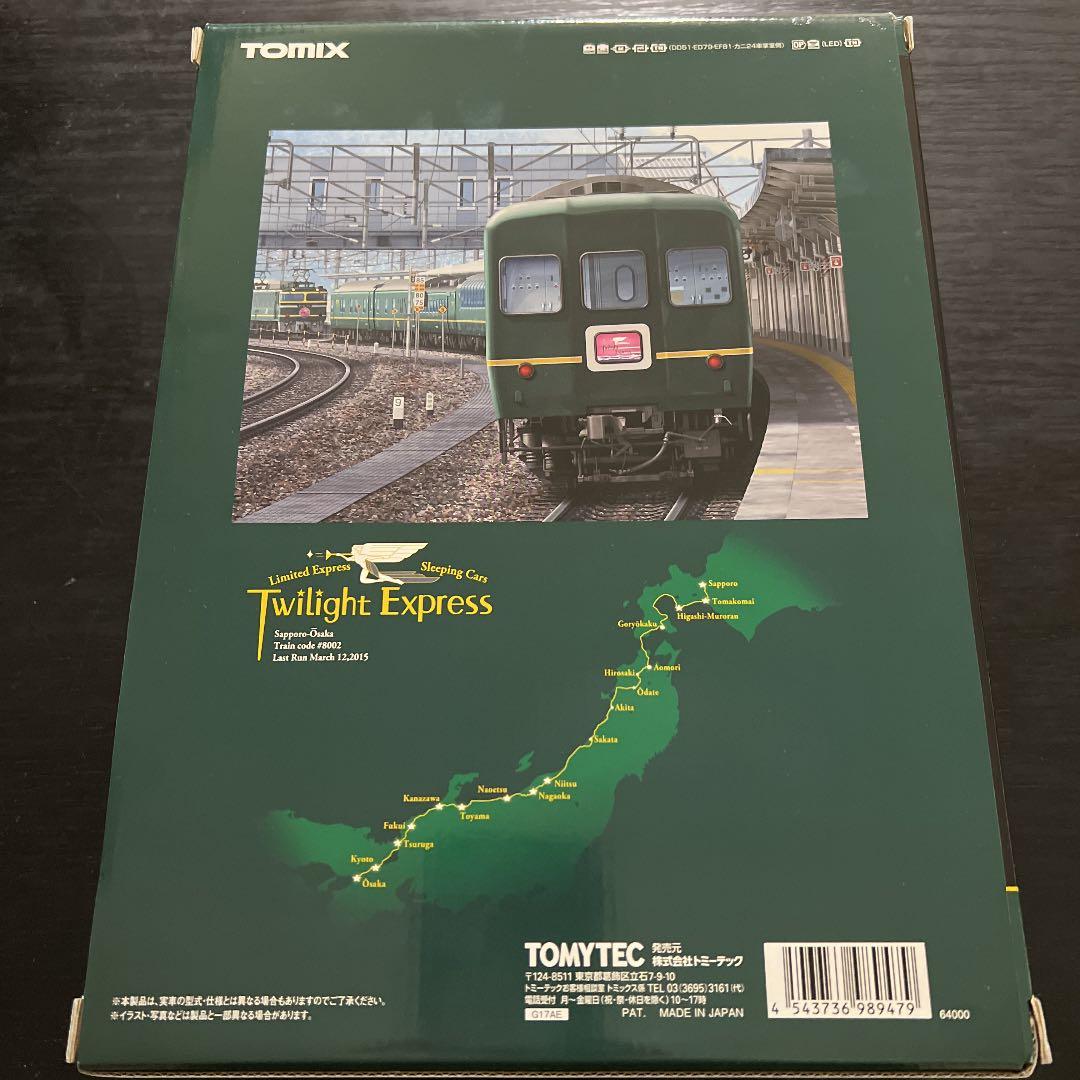 TOMIX
(DD51・ED79・EF81・カニ24車掌室側)
OP
(LED)
85
80
75
9
Limited Express
Sleeping Cars
Twilight Express
Sapporo-Ōsaka
Train code #8002
Last Run March 12,2015
Sapporo
Tomakomai
Higashi-Muroran
Goryōkaku
Aomori
Hirosaki
Ōdate
Akita
Sakata
Niitsu
Naoetsu
Nagaoka
Kanazawa
Toyama
Fukui
Tsuruga
Kyoto
Ōsaka
TOMYTEC 発売元 株式会社トミーテック
〒124-8511 東京都葛飾区立石7-9-10
トミーテックお客様相談室 トミックス係 TEL 03(3695)3161(代)
電話受付 月〜金曜日(祝・祭・休日を除く)10〜17時
G17AE PAT. MADE IN JAPAN
4 543736 989479
64000
※本製品は、実車の型式・仕様とは異なる場合もありますのでご了承ください。
※イラスト・写真などは製品と一部異なる場合があります。